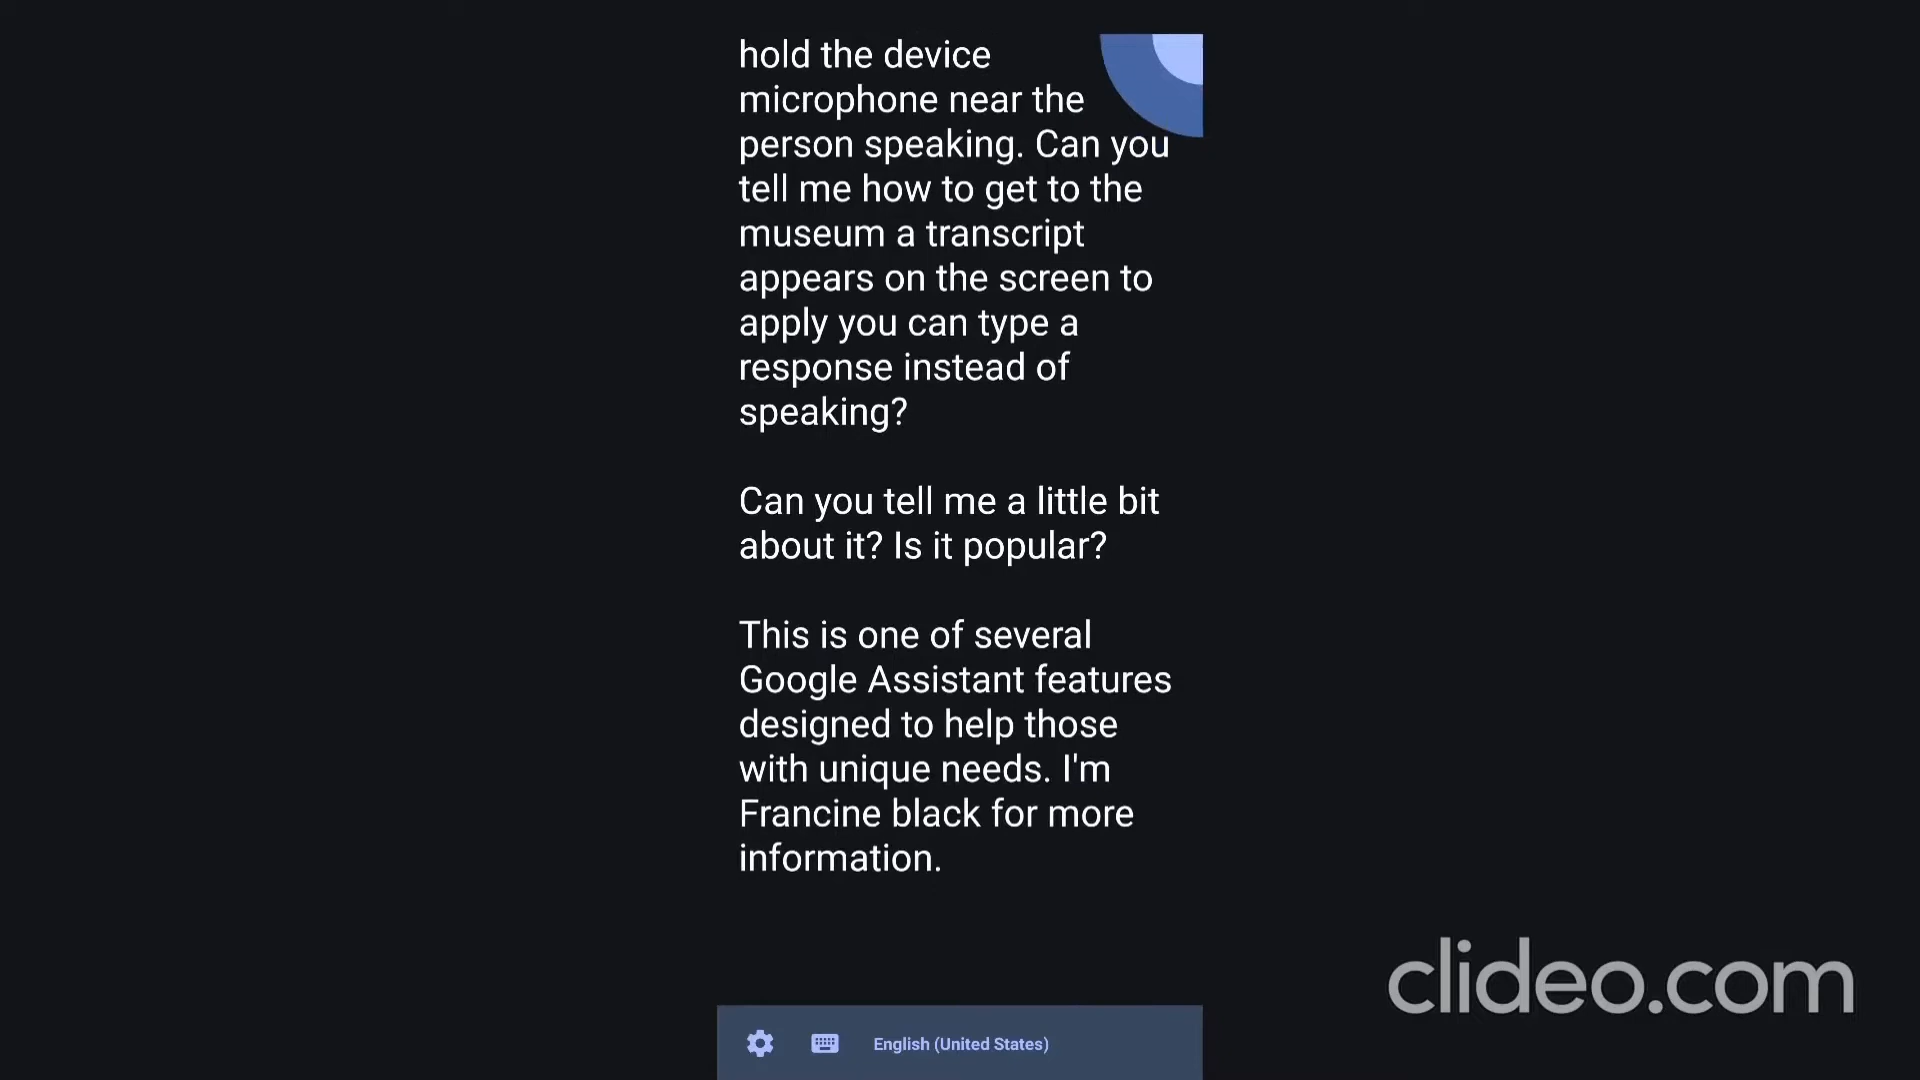 hold the device
microphone near the
person speaking. Can you
tell me how to get to the
museum a transcript
appears on the screen to
apply you can type a
response instead of
speaking?
Can you tell me a little bit
about it? Is it popular?
This is one of several
Google Assistant features
designed to help those
with unique needs. I'm
Francine black for more
information.
English (United States)
clideo.com